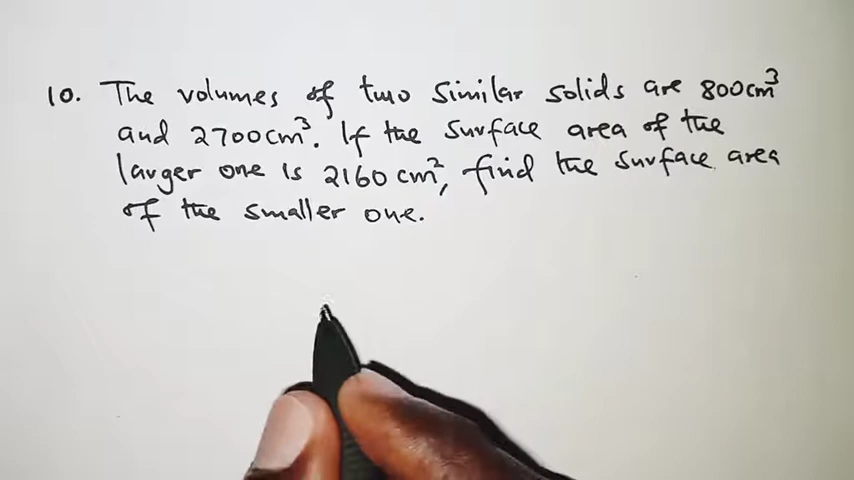 10. The volumes of two similar solids are 800cm³
and 2700cm³. If the surface area of the
larger one is 2160 cm², find the surface area
of the smaller one.